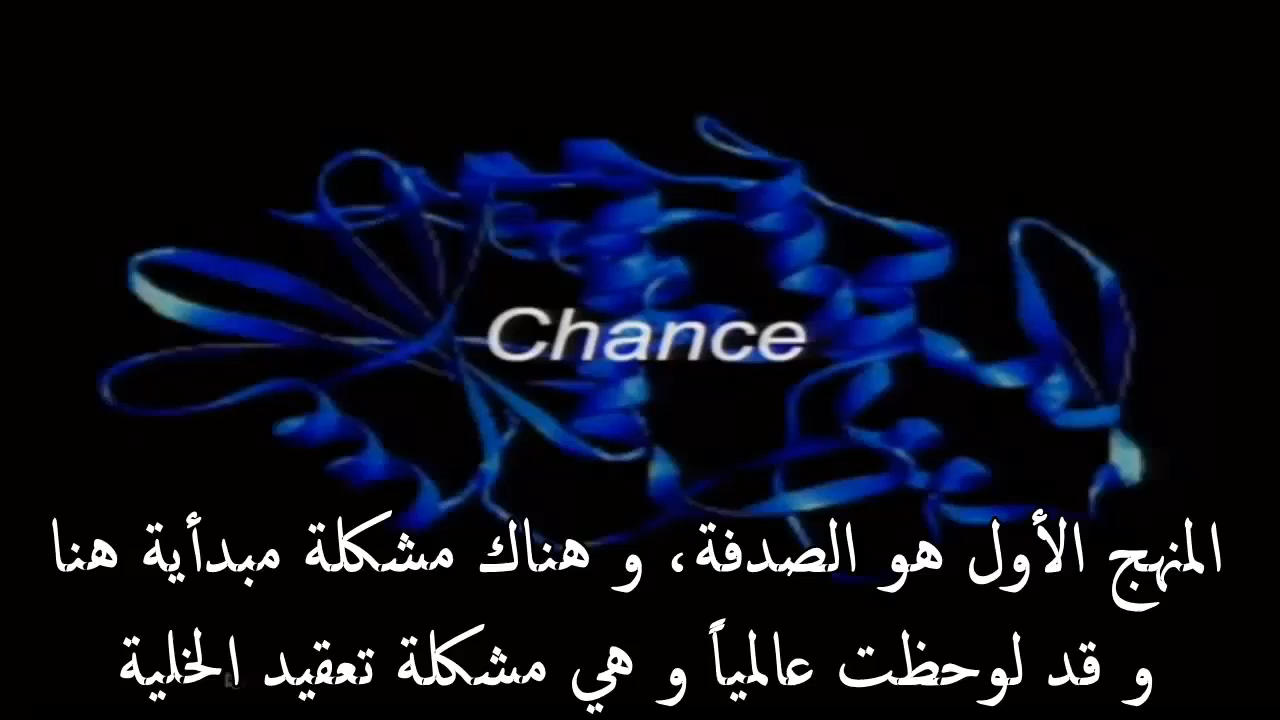 Chance
المنهج الأول هو الصدفة، و هناك مشكلة مبدأية هنا
و قد لوحظت عالمياً و هي مشكلة تعقيد الخلية